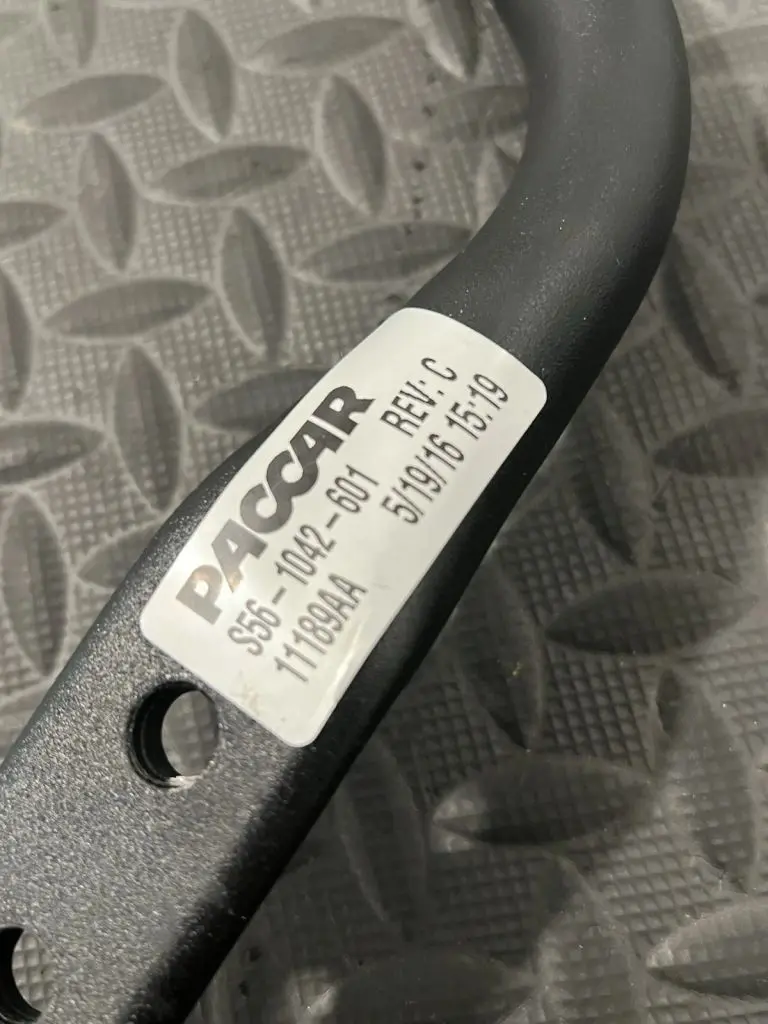 PACCAR
S56-1042-601 REV: C
11189AA 5/19/16 15:19